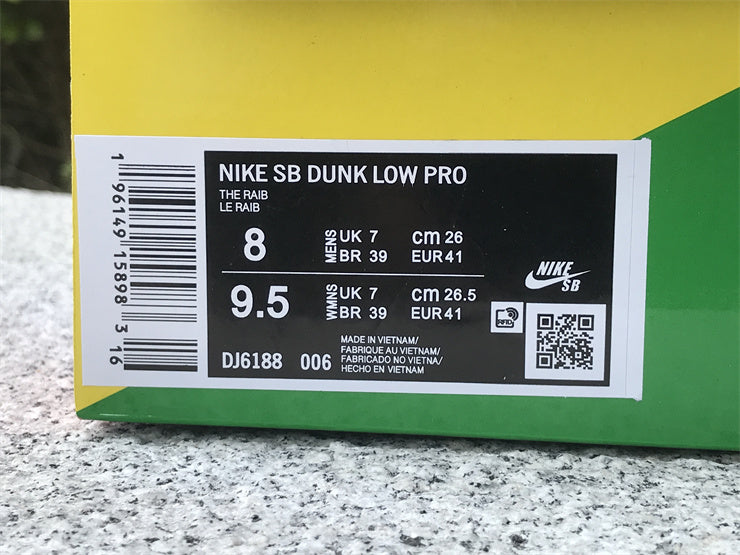 1 96149 15898 3 16
NIKE SB DUNK LOW PRO
THE RAIB
LE RAIB
8
MENS
UK 7 cm 26
BR 39 EUR 41
9.5
WMNS
UK 7 cm 26.5
BR 39 EUR 41
NIKE
SB
DJ6188 006
MADE IN VIETNAM/
FABRIQUE AU VIETNAM/
FABRICADO NO VIETNA/
HECHO EN VIETNAM